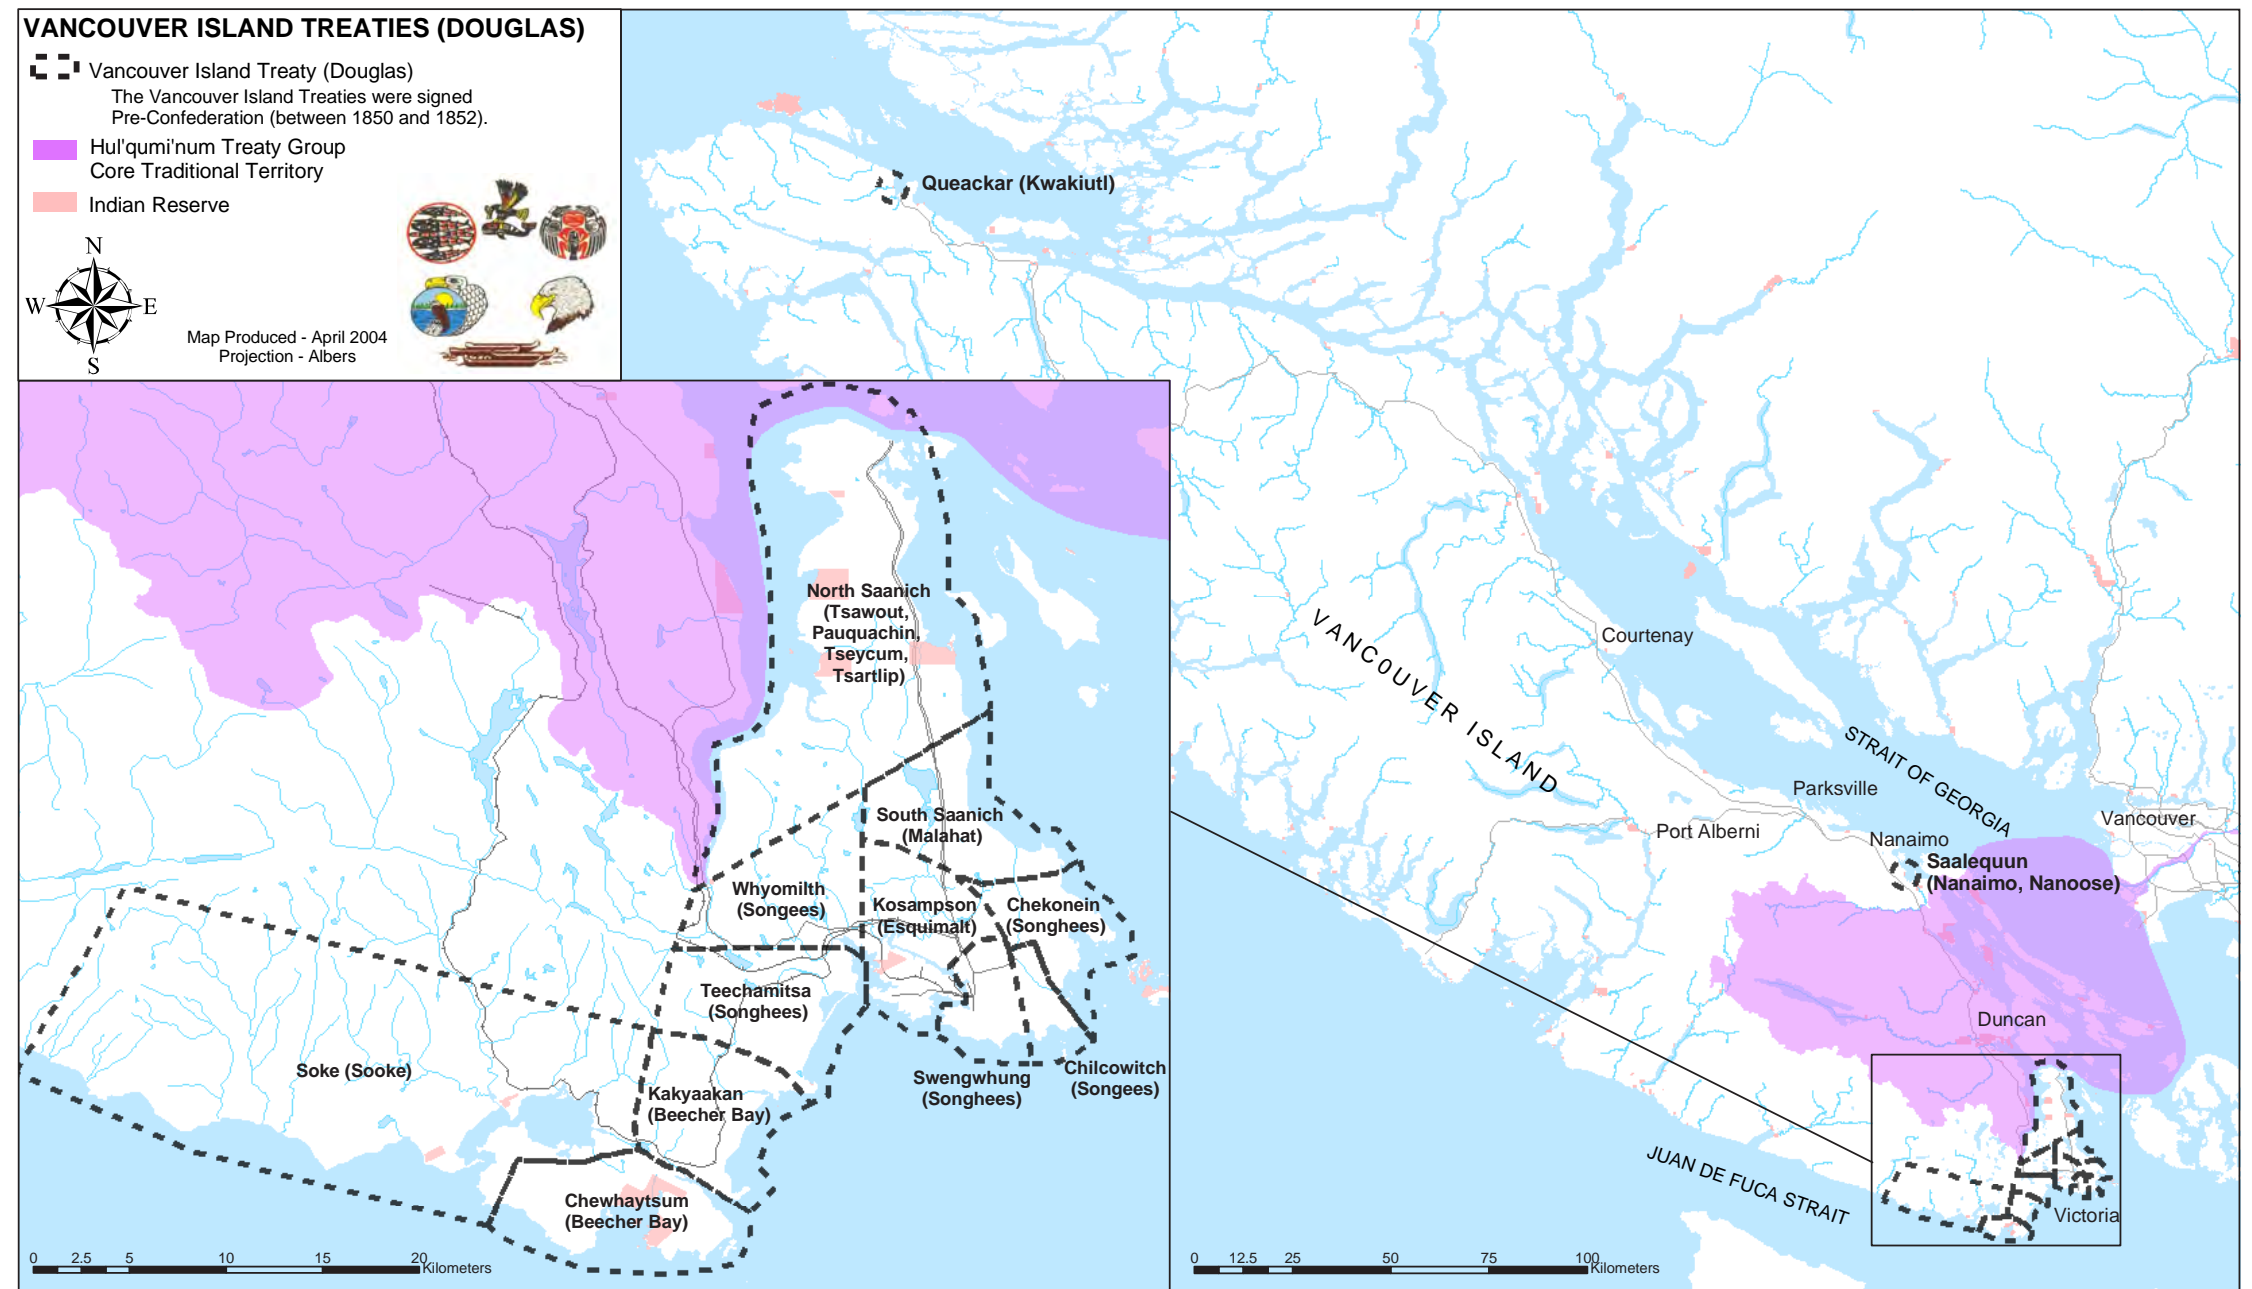 VANCOUVER ISLAND TREATIES (DOUGLAS)
Vancouver Island Treaty (Douglas)
The Vancouver Island Treaties were signed
Pre-Confederation (between 1850 and 1852).
Hul'qumi'num Treaty Group
Core Traditional Territory
Indian Reserve
N
W E
S
Map Produced - April 2004
Projection - Albers
Queackar (Kwakiutl)
VANC0UVER ISLAND
Courtenay
STRAIT OF GEORGIA
Parksville
Port Alberni
Vancouver
Nanaimo
Saalequun
(Nanaimo, Nanoose)
Duncan
JUAN DE FUCA STRAIT
Victoria
0 12.5 25 50 75 100
Kilometers
North Saanich
(Tsawout,
Pauquachin,
Tseycum,
Tsartlip)
South Saanich
(Malahat)
Whyomilth
(Songees)
Kosampson
(Esquimalt)
Chekonein
(Songhees)
Teechamitsa
(Songhees)
Soke (Sooke)
Kakyaakan
(Beecher Bay)
Swengwhung
(Songhees)
Chilcowitch
(Songees)
Chewhaytsum
(Beecher Bay)
0 2.5 5 10 15 20
Kilometers